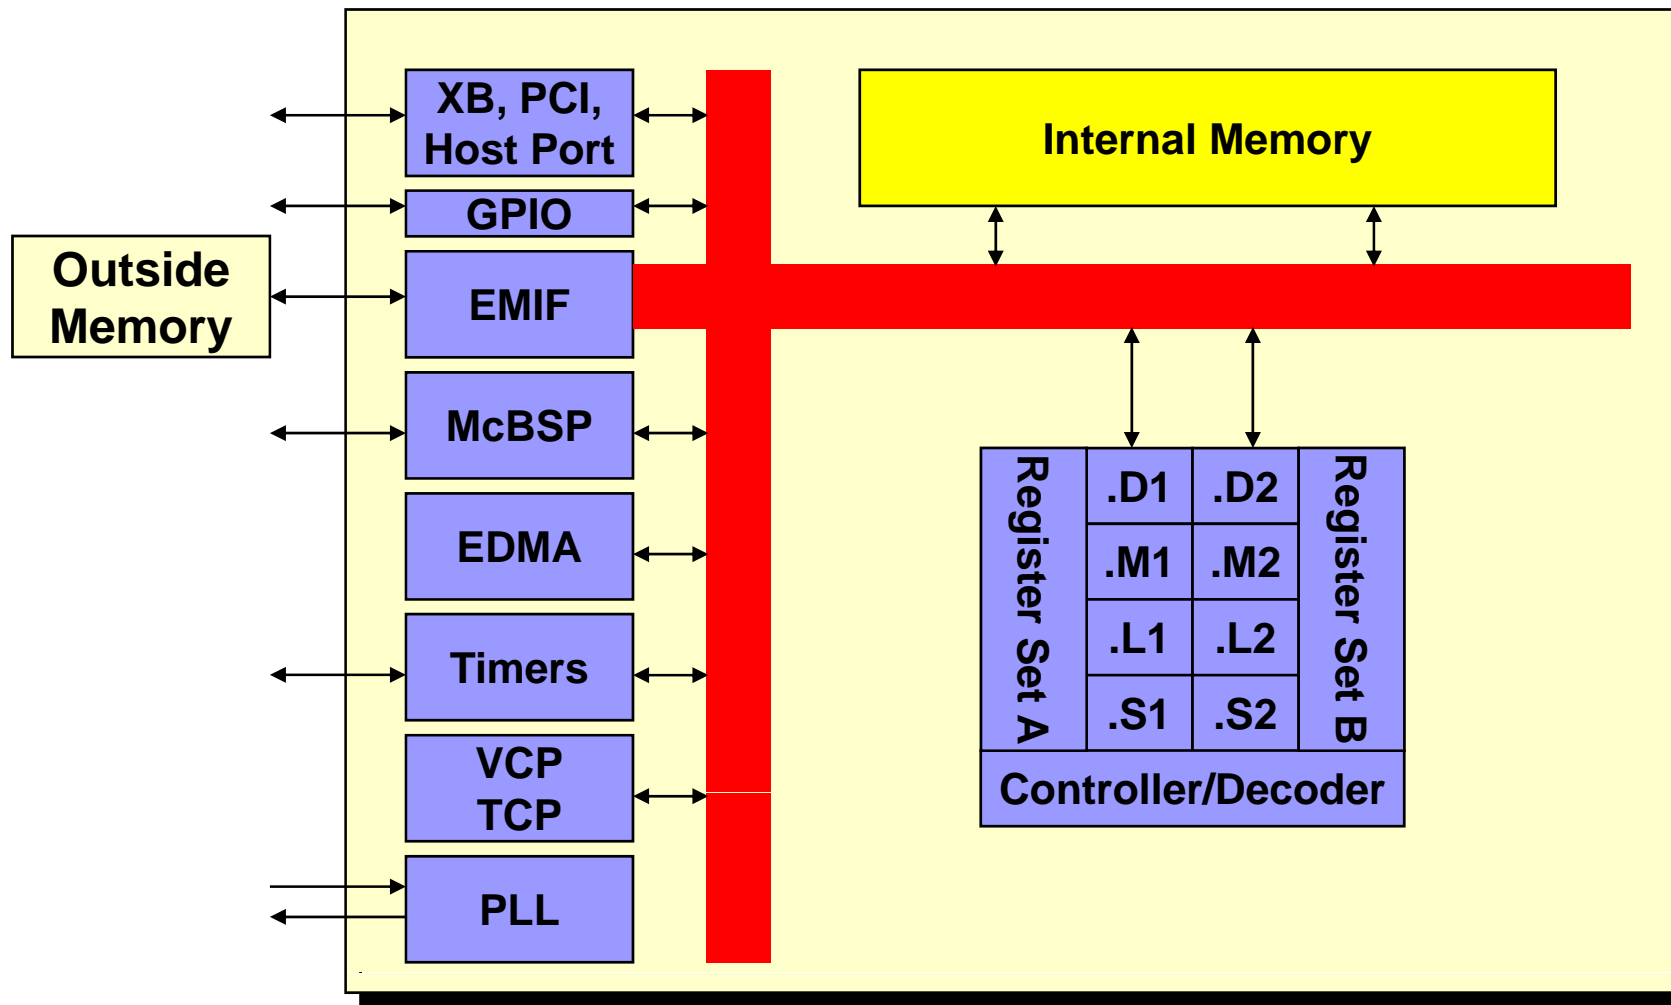 XB, PCI,
Host Port
GPIO
Outside
Memory
EMIF
McBSP
EDMA
Timers
VCP
TCP
PLL
Internal Memory
Register Set A
.D1
.D2
.M1
.M2
.L1
.L2
.S1
.S2
Register Set B
Controller/Decoder